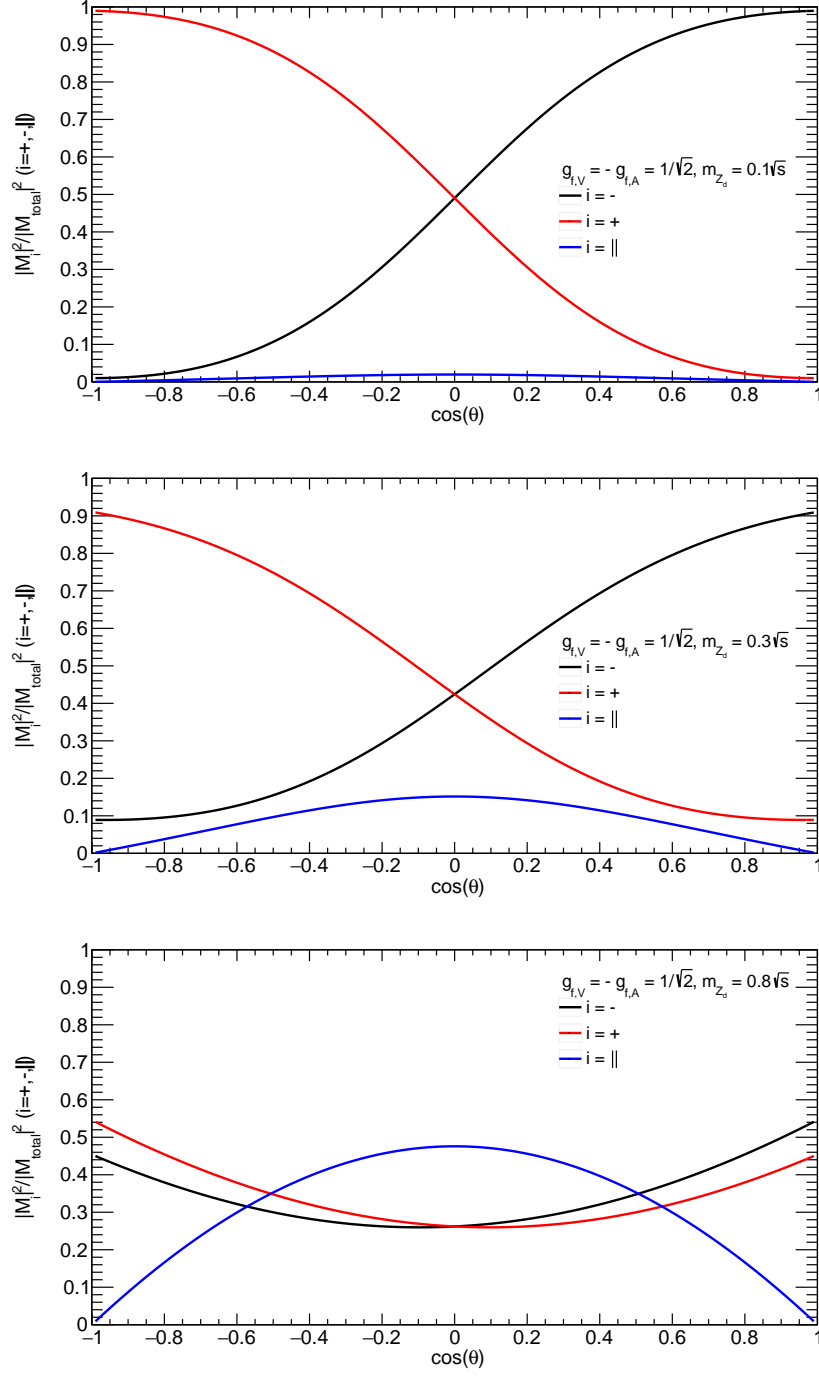 |M_i|²/|M_total|² (i=+,-,||)
1
0.9
0.8
0.7
0.6
0.5
0.4
0.3
0.2
0.1
0
g_f,V = - g_f,A = 1/√2, m_Z_d = 0.1√s
i = -
i = +
i = ||
−1 −0.8 −0.6 −0.4 −0.2 0 0.2 0.4 0.6 0.8 1
cos(θ)
|M_i|²/|M_total|² (i=+,-,||)
1
0.9
0.8
0.7
0.6
0.5
0.4
0.3
0.2
0.1
0
g_f,V = - g_f,A = 1/√2, m_Z_d = 0.3√s
i = -
i = +
i = ||
−1 −0.8 −0.6 −0.4 −0.2 0 0.2 0.4 0.6 0.8 1
cos(θ)
|M_i|²/|M_total|² (i=+,-,||)
1
0.9
0.8
0.7
0.6
0.5
0.4
0.3
0.2
0.1
0
g_f,V = - g_f,A = 1/√2, m_Z_d = 0.8√s
i = -
i = +
i = ||
−1 −0.8 −0.6 −0.4 −0.2 0 0.2 0.4 0.6 0.8 1
cos(θ)